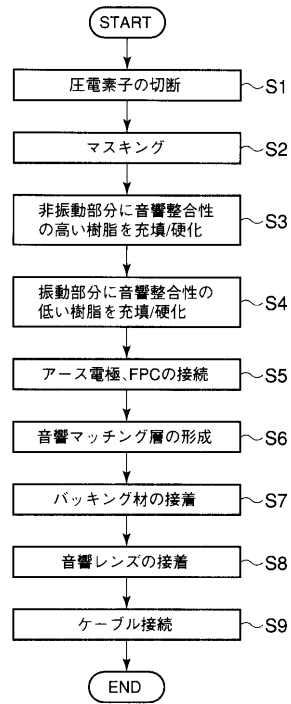 START
圧電素子の切断 S1
マスキング S2
非振動部分に音響整合性
の高い樹脂を充填/硬化 S3
振動部分に音響整合性の
低い樹脂を充填/硬化 S4
アース電極、FPCの接続 S5
音響マッチング層の形成 S6
バッキング材の接着 S7
音響レンズの接着 S8
ケーブル接続 S9
END